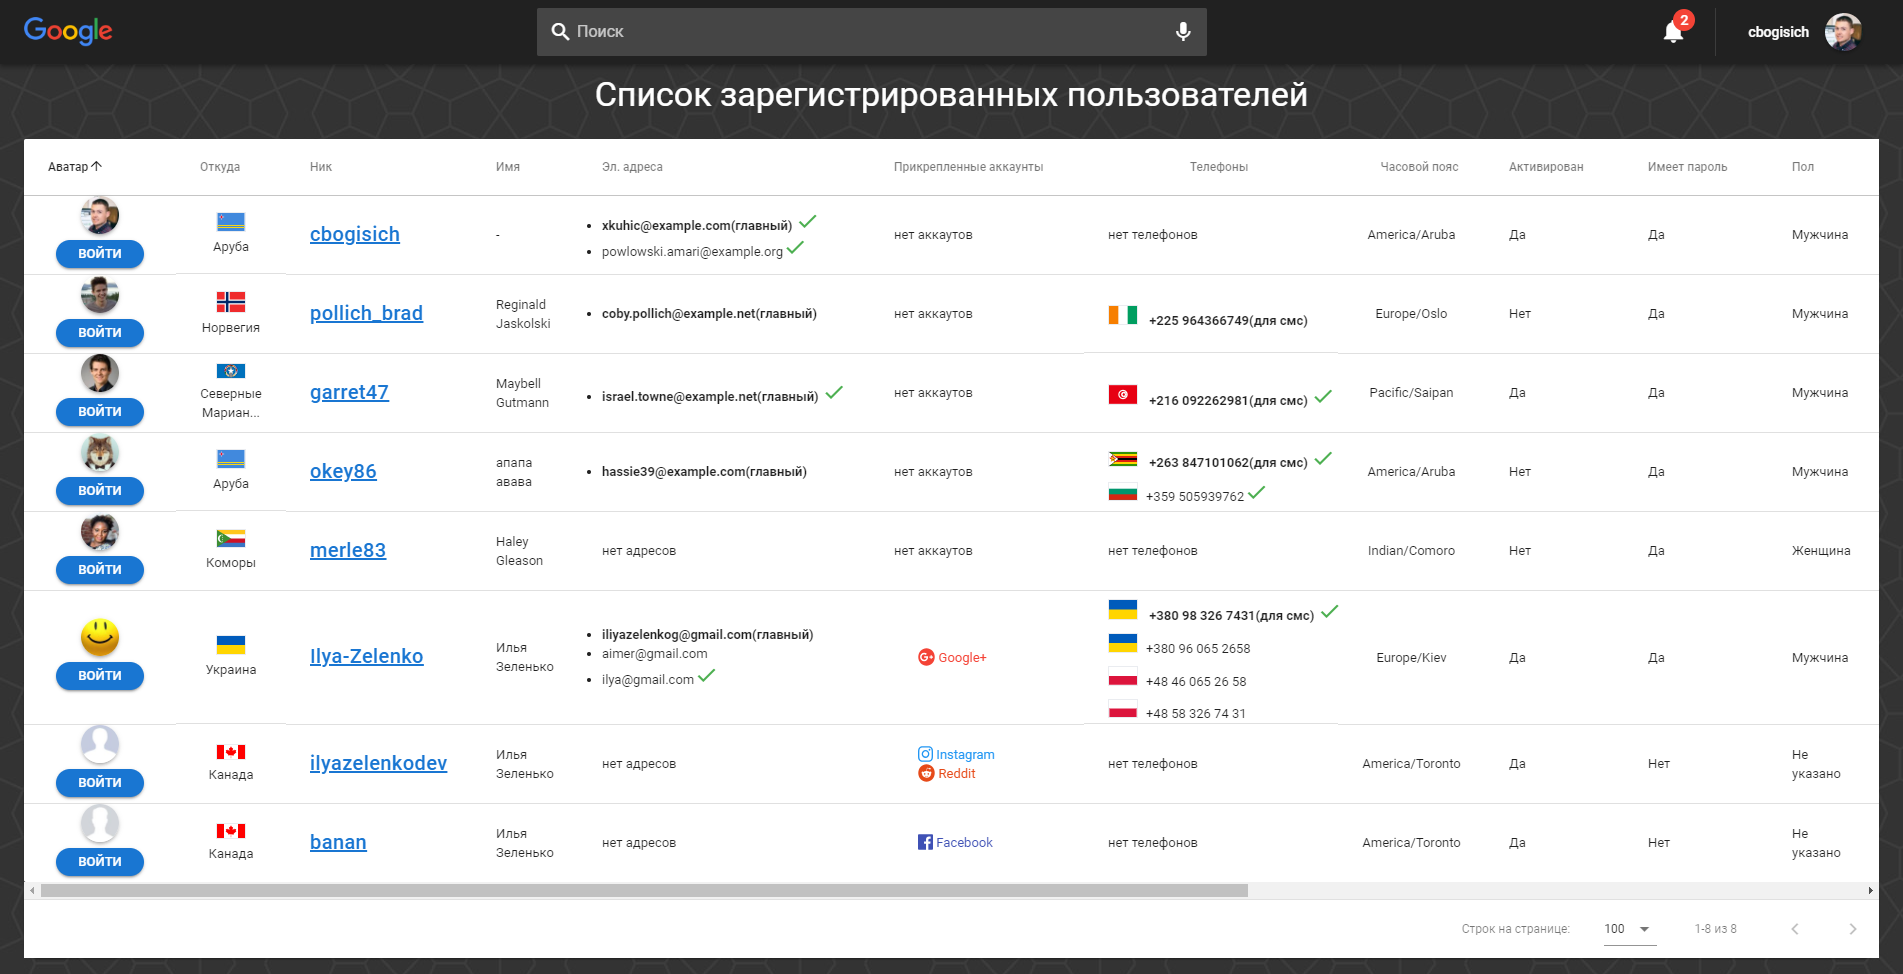 Google
Поиск
2
cbogisich
Список зарегистрированных пользователей
Аватар Откуда Ник Имя Эл. адреса Прикрепленные аккаунты Телефоны Часовой пояс Активирован Имеет пароль Пол
ВОЙТИ
Аруба
cbogisich
-
xkuhic@example.com(главный)
powlowski.amari@example.org
нет аккаутов
нет телефонов
America/Aruba
Да
Да
Мужчина
ВОЙТИ
Норвегия
pollich_brad
Reginald
Jaskolski
coby.pollich@example.net(главный)
нет аккаутов
+225 964366749(для смс)
Europe/Oslo
Нет
Да
Мужчина
ВОЙТИ
Северные
Мариан...
garret47
Maybell
Gutmann
israel.towne@example.net(главный)
нет аккаутов
+216 092262981(для смс)
Pacific/Saipan
Да
Да
Мужчина
ВОЙТИ
Аруба
okey86
апапа
авава
hassie39@example.com(главный)
нет аккаутов
+263 847101062(для смс)
+359 505939762
America/Aruba
Нет
Да
Мужчина
ВОЙТИ
Коморы
merle83
Haley
Gleason
нет адресов
нет аккаутов
нет телефонов
Indian/Comoro
Нет
Да
Женщина
ВОЙТИ
Украина
Ilya-Zelenko
Илья
Зеленько
iliyazelenkog@gmail.com(главный)
aimer@gmail.com
ilya@gmail.com
Google+
+380 98 326 7431(для смс)
+380 96 065 2658
+48 46 065 26 58
+48 58 326 74 31
Europe/Kiev
Да
Да
Мужчина
ВОЙТИ
Канада
ilyazelenkodev
Илья
Зеленько
нет адресов
Instagram
Reddit
нет телефонов
America/Toronto
Да
Нет
Не
указано
ВОЙТИ
Канада
banan
Илья
Зеленько
нет адресов
Facebook
нет телефонов
America/Toronto
Да
Нет
Не
указано
Строк на странице: 100 1-8 из 8